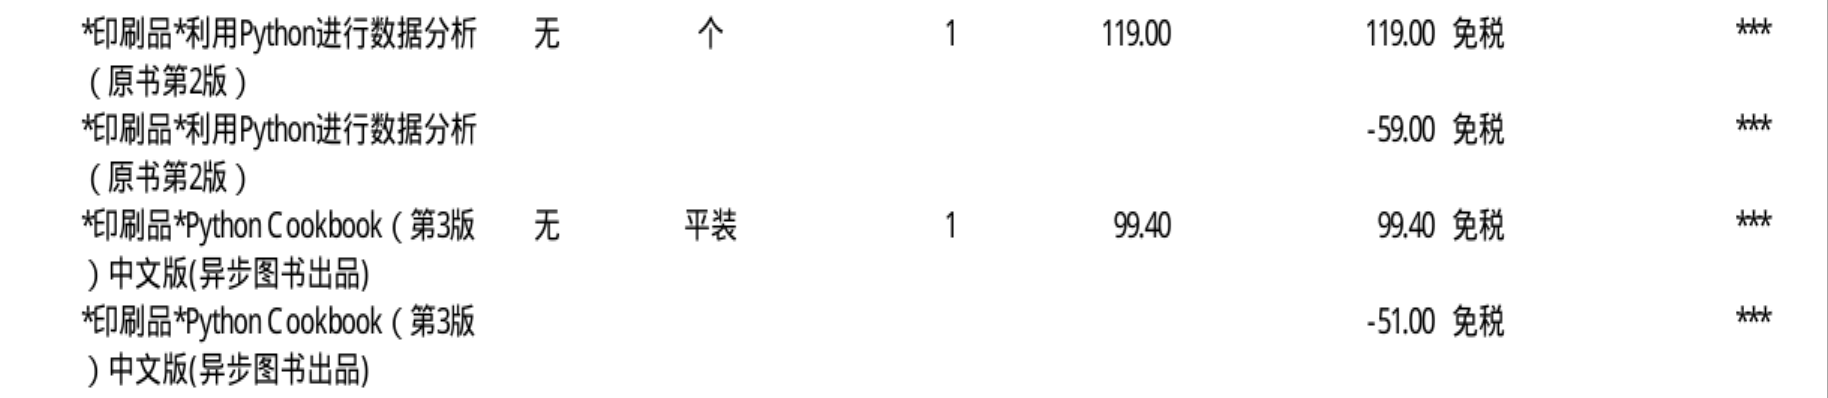 *印刷品*利用Python进行数据分析 无 个 1 119.00 119.00 免税 ***
（原书第2版）
*印刷品*利用Python进行数据分析 -59.00 免税 ***
（原书第2版）
*印刷品*Python Cookbook（第3版 无 平装 1 99.40 99.40 免税 ***
）中文版(异步图书出品)
*印刷品*Python Cookbook（第3版 -51.00 免税 ***
）中文版(异步图书出品)